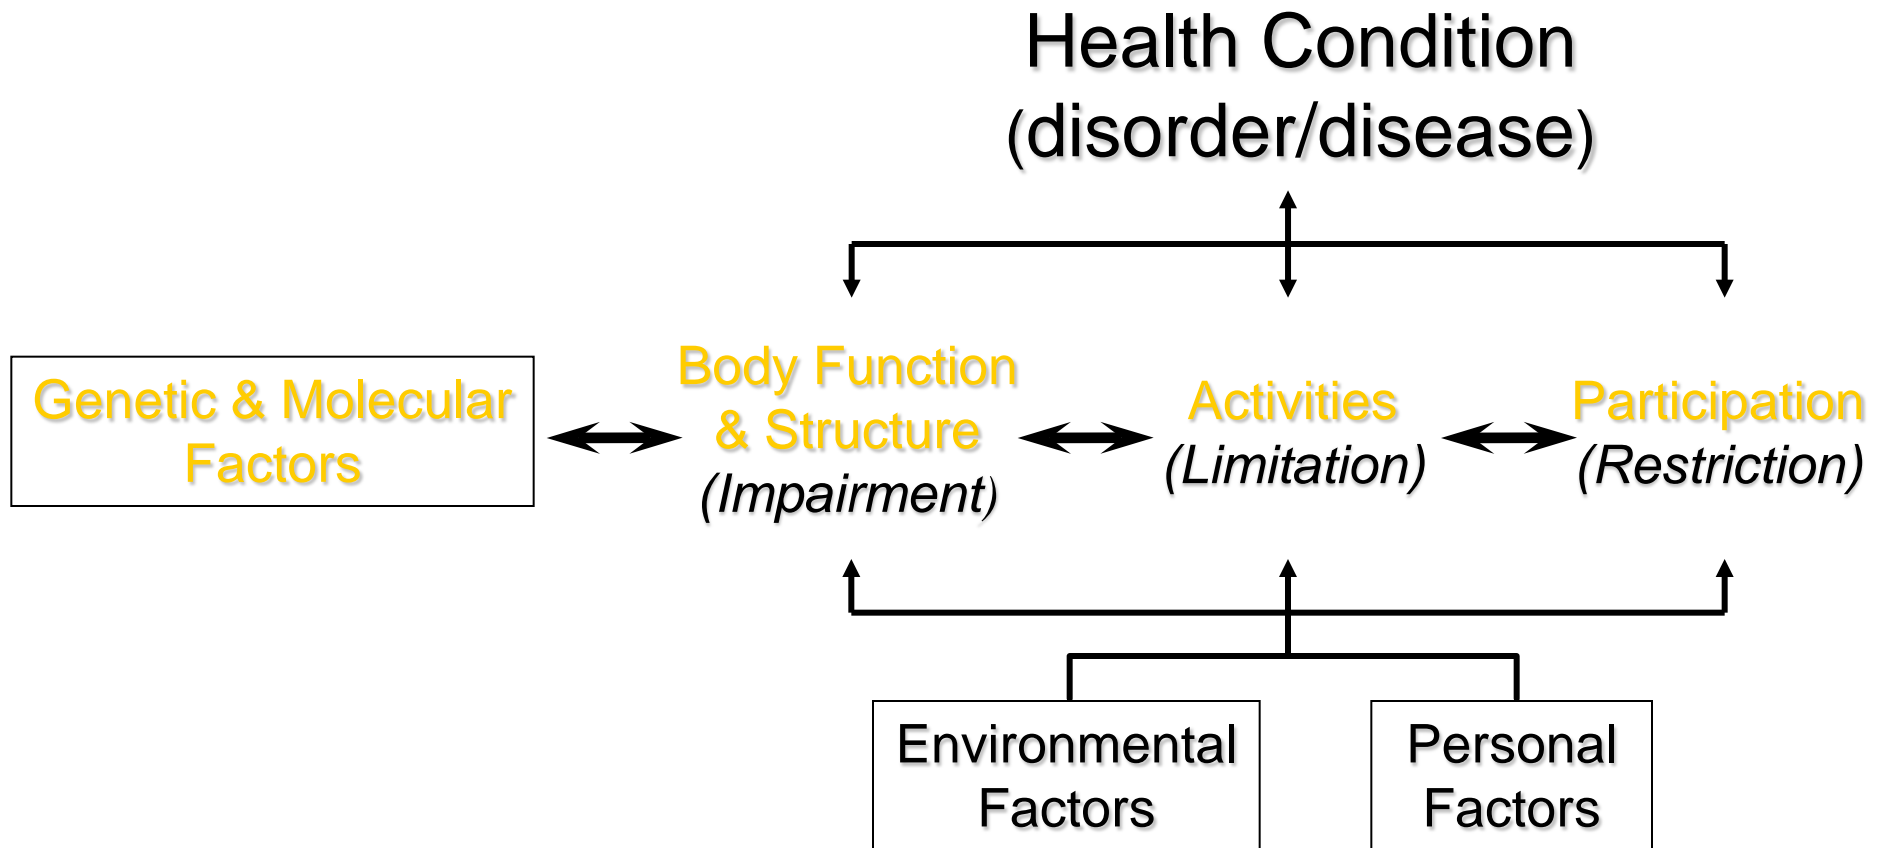 Health Condition
(disorder/disease)
Genetic & Molecular
Factors
Body Function
& Structure
(Impairment)
Activities
(Limitation)
Participation
(Restriction)
Environmental
Factors
Personal
Factors